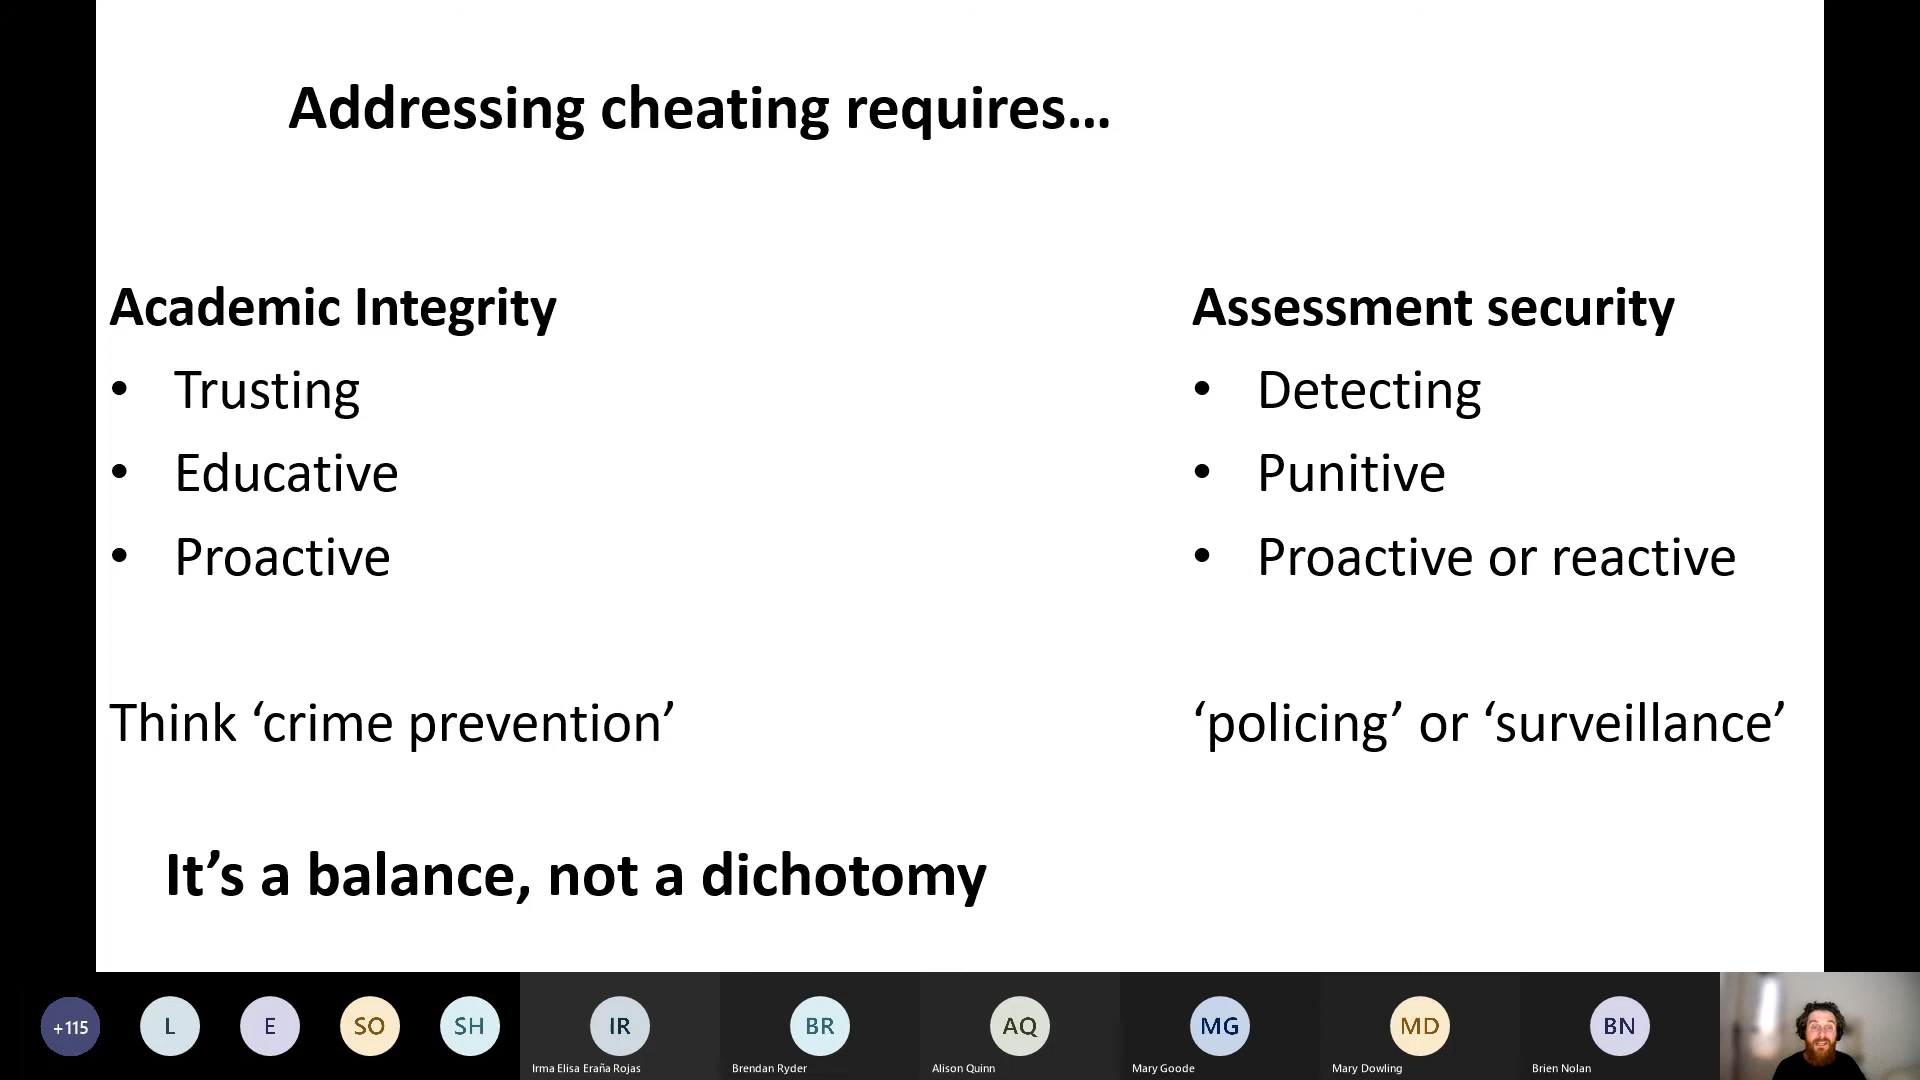 Addressing cheating requires…
Academic Integrity
• Trusting
• Educative
• Proactive
Think ‘crime prevention’
Assessment security
• Detecting
• Punitive
• Proactive or reactive
‘policing’ or ‘surveillance’
It’s a balance, not a dichotomy
+115
L
E
SO
SH
IR
Irma Elisa Eraña Rojas
BR
Brendan Ryder
AQ
Alison Quinn
MG
Mary Goode
MD
Mary Dowling
BN
Brien Nolan